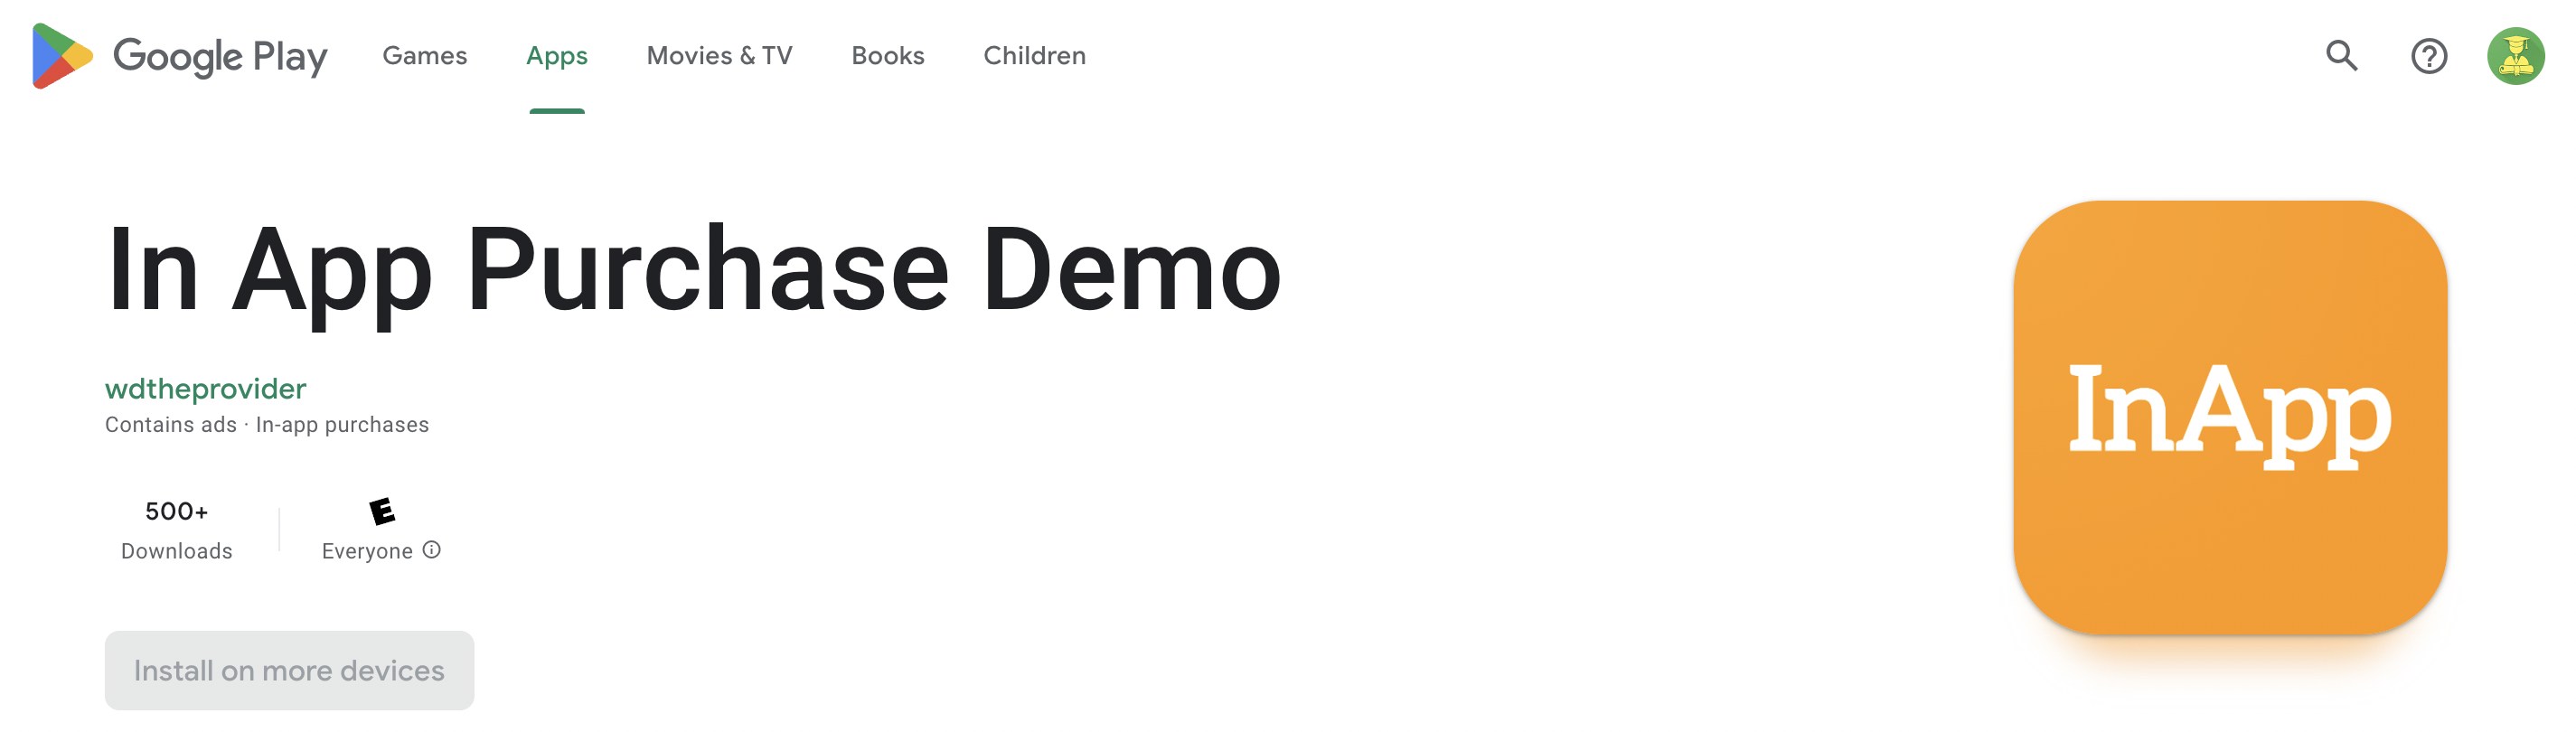 Google Play Games Apps Movies & TV Books Children
In App Purchase Demo
wdtheprovider
Contains ads · In-app purchases
500+
Downloads
E
Everyone
Install on more devices
InApp